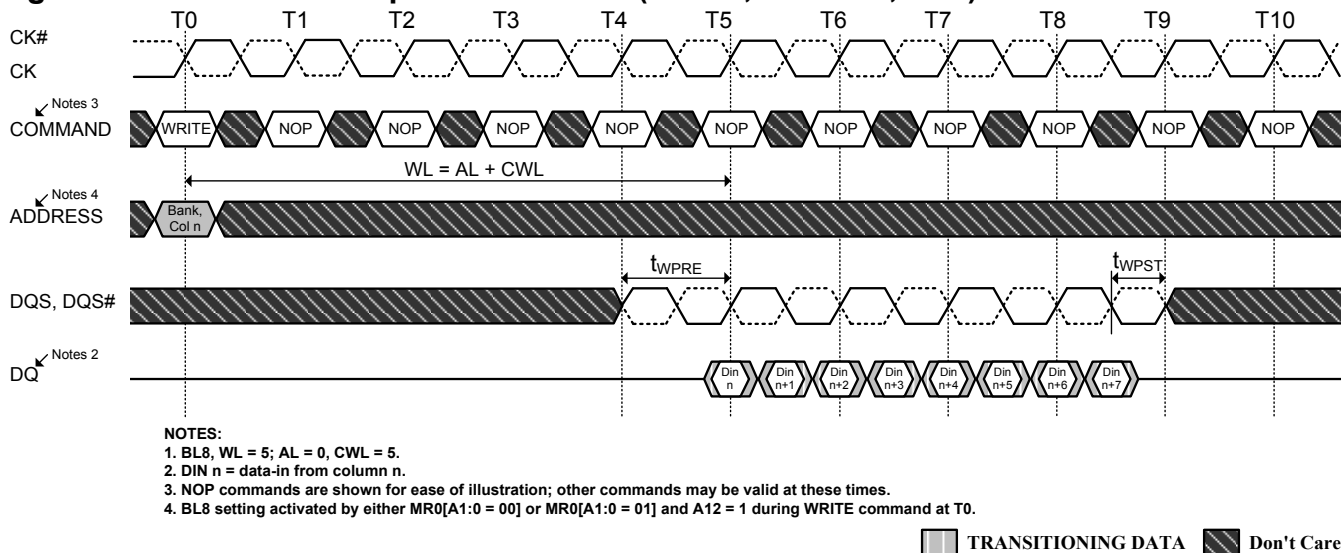 T0 T1 T2 T3 T4 T5 T6 T7 T8 T9 T10
CK#
CK
Notes 3
COMMAND WRITE NOP NOP NOP NOP NOP NOP NOP NOP NOP NOP
WL = AL + CWL
Notes 4
ADDRESS
Bank,
Col n
tWPRE tWPST
DQS, DQS#
Notes 2
DQ
Din n Din n+1 Din n+2 Din n+3 Din n+4 Din n+5 Din n+6 Din n+7
NOTES:
1. BL8, WL = 5; AL = 0, CWL = 5.
2. DIN n = data-in from column n.
3. NOP commands are shown for ease of illustration; other commands may be valid at these times.
4. BL8 setting activated by either MR0[A1:0 = 00] or MR0[A1:0 = 01] and A12 = 1 during WRITE command at T0.
TRANSITIONING DATA Don't Care